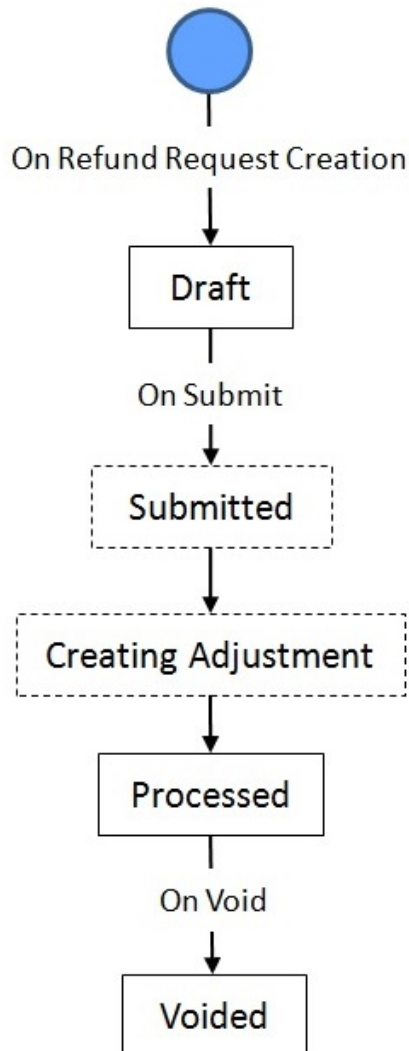 On Refund Request Creation
Draft
On Submit
Submitted
Creating Adjustment
Processed
On Void
Voided